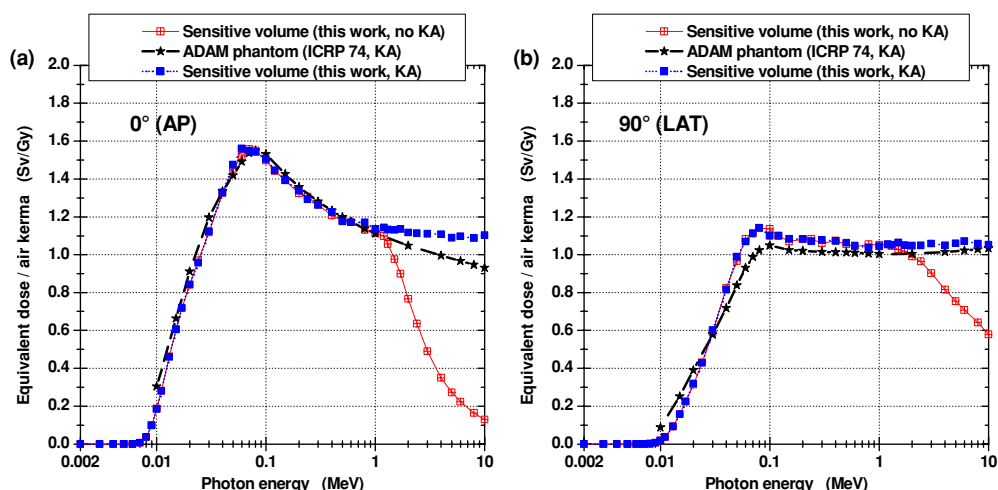 Sensitive volume (this work, no KA)
ADAM phantom (ICRP 74, KA)
Sensitive volume (this work, KA)
(a)
0° (AP)
Equivalent dose / air kerma (Sv/Gy)
2.0
1.8
1.6
1.4
1.2
1.0
0.8
0.6
0.4
0.2
0.0
0.002
0.01
0.1
1
10
Photon energy (MeV)
Sensitive volume (this work, no KA)
ADAM phantom (ICRP 74, KA)
Sensitive volume (this work, KA)
(b)
90° (LAT)
Equivalent dose / air kerma (Sv/Gy)
2.0
1.8
1.6
1.4
1.2
1.0
0.8
0.6
0.4
0.2
0.0
0.002
0.01
0.1
1
10
Photon energy (MeV)